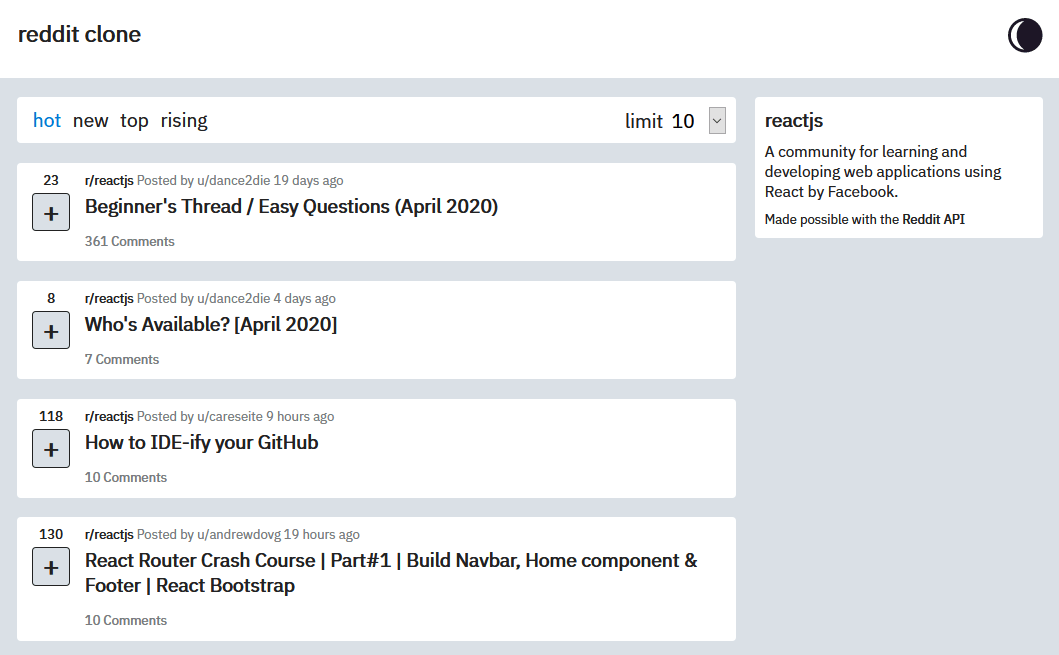 reddit clone
hot new top rising
limit 10
23
r/reactjs Posted by u/dance2die 19 days ago
+
Beginner's Thread / Easy Questions (April 2020)
361 Comments
8
r/reactjs Posted by u/dance2die 4 days ago
+
Who's Available? [April 2020]
7 Comments
118
r/reactjs Posted by u/careseite 9 hours ago
+
How to IDE-ify your GitHub
10 Comments
130
r/reactjs Posted by u/andrewdovg 19 hours ago
+
React Router Crash Course | Part#1 | Build Navbar, Home component &
Footer | React Bootstrap
10 Comments
reactjs
A community for learning and
developing web applications using
React by Facebook.
Made possible with the Reddit API